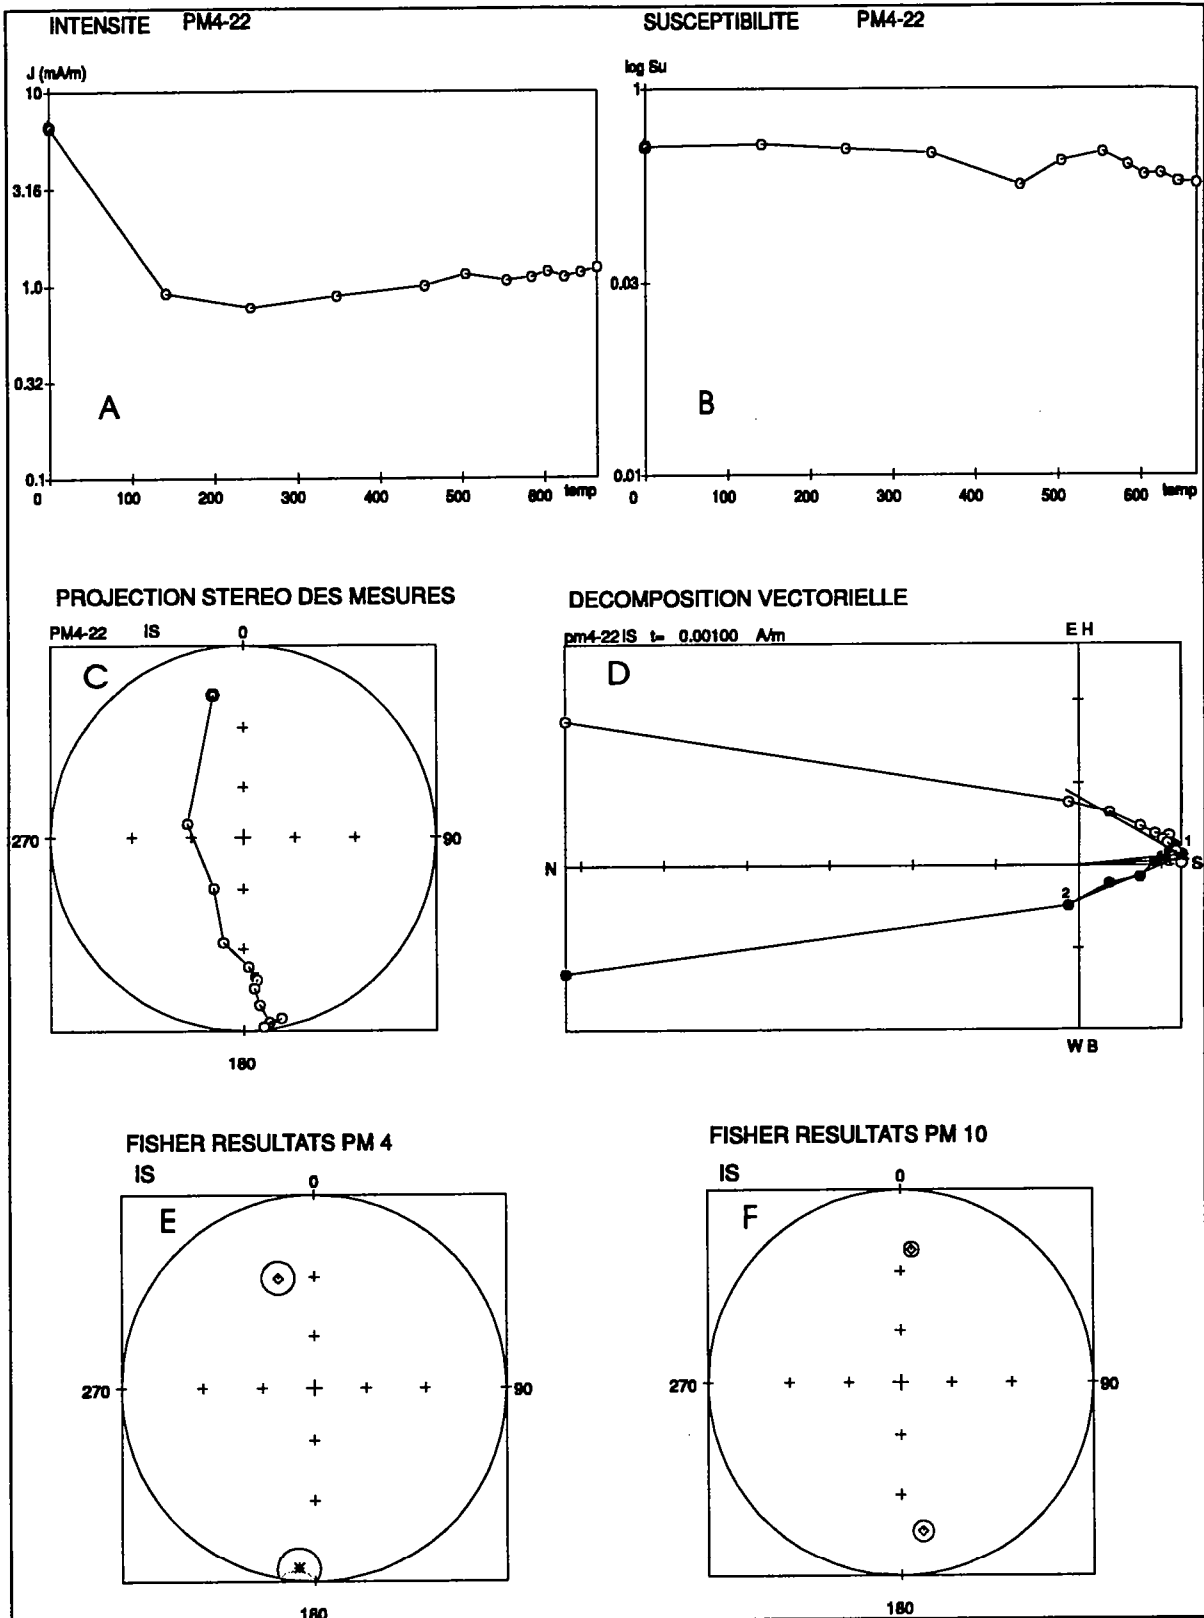 INTENSITE PM4-22
J (mA/m)
10
3.16
1.0
0.32
0.1
A
0 100 200 300 400 500 600 temp
SUSCEPTIBILITE PM4-22
log Su
1
0.03
0.01
B
0 100 200 300 400 500 600 temp
PROJECTION STEREO DES MESURES
PM4-22 IS 0
C
270
90
180
DECOMPOSITION VECTORIELLE
pm4-22 IS t= 0.00100 A/m
E H
D
1
N
S
2
W B
FISHER RESULTATS PM 4
IS
0
E
270
90
180
FISHER RESULTATS PM 10
IS
0
F
270
90
180